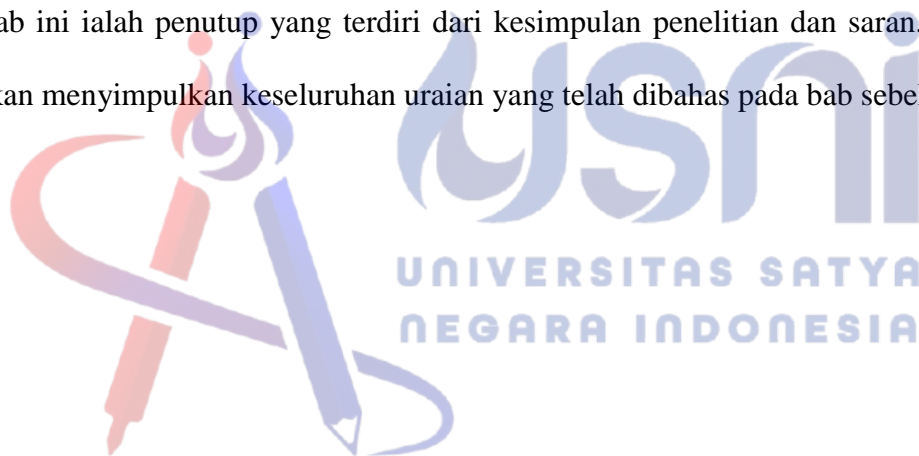 ab ini ialah penutup yang terdiri dari kesimpulan penelitian dan saran.
kan menyimpulkan keseluruhan uraian yang telah dibahas pada bab sebel
usni
UNIVERSITAS SATYA
NEGARA INDONESIA